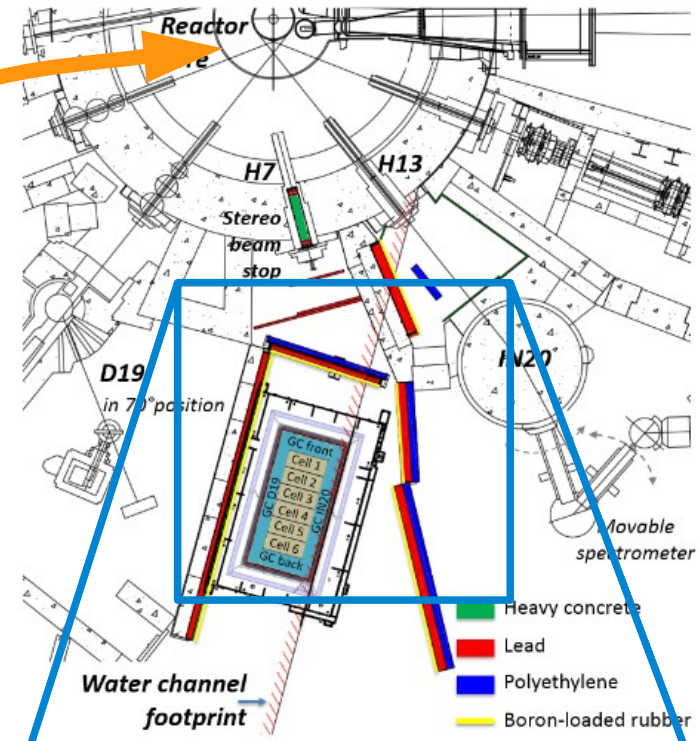 Reactor
H7
H13
Stereo
beam
stop
D19
in 70°position
IN20
GC front
Cell 1
Cell 2
Cell 3
Cell 4
Cell 5
Cell 6
GC D19
GC IN20
GC back
Movable
spectrometer
Heavy concrete
Lead
Polyethylene
Boron-loaded rubber
Water channel
footprint